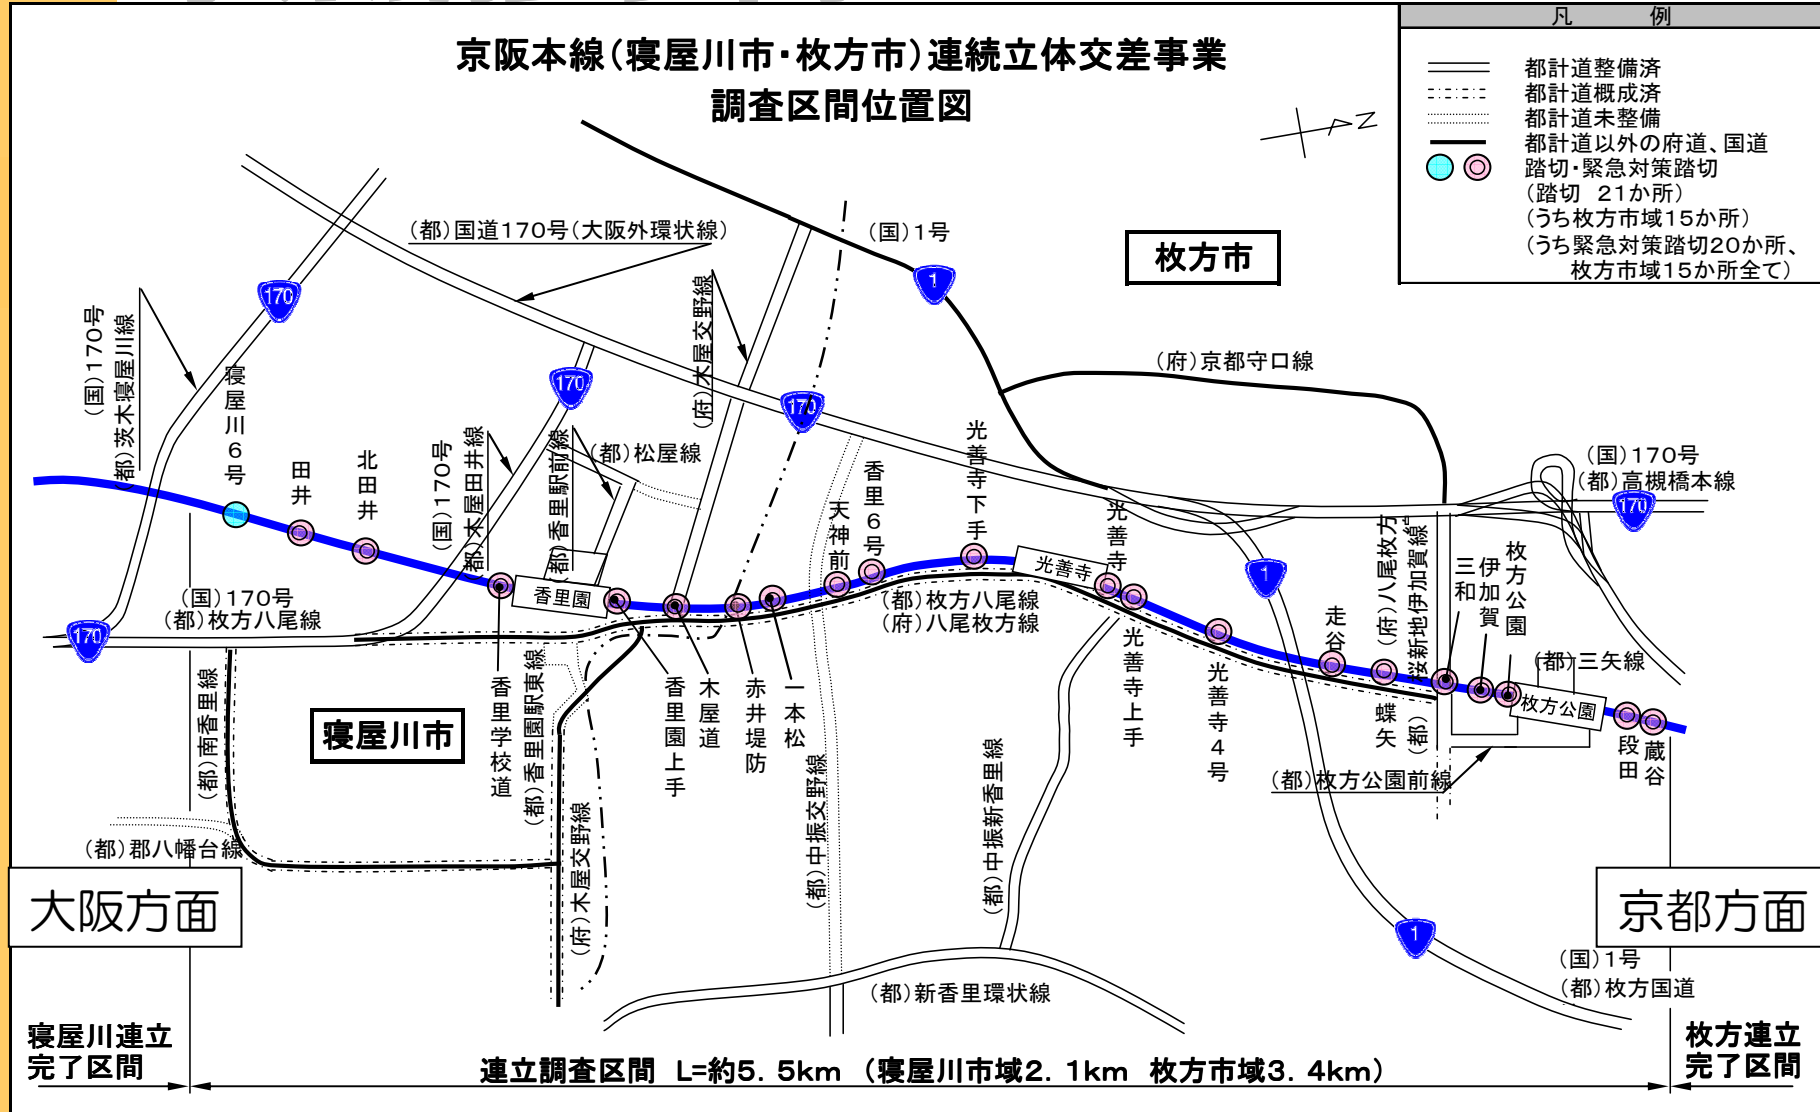 京阪本線(寝屋川市・枚方市)連続立体交差事業
調査区間位置図
凡 例
都計道整備済
都計道概成済
都計道未整備
都計道以外の府道、国道
踏切・緊急対策踏切
(踏切 21か所)
(うち枚方市域15か所)
(うち緊急対策踏切20か所、
枚方市域15か所全て)
N
(都)国道170号(大阪外環状線)
(国)1号
1
枚方市
170
(国)170号
(都)茨木寝屋川線
寝屋川6号
田井
北田井
(国)170号
(都)木屋田井線
170
(都)香里駅前線
(都)松屋線
(府)木屋交野線
170
(府)京都守口線
天神前
香里6号
光善寺下手
光善寺
光善寺
(国)170号
(都)高槻橋本線
170
1
(府)八尾枚方
(都)桜新地伊加賀線
三和
伊加賀
枚方公園
走谷
(都)三矢線
枚方公園
香里園
(国)170号
(都)枚方八尾線
170
(都)枚方八尾線
(府)八尾枚方線
(都)南香里線
寝屋川市
香里学校道
(都)香里園駅東線
香里園上手
木屋道
赤井堤防
一本松
(都)中振交野線
光善寺上手
光善寺4号
蝶矢
段田
蔵谷
(都)枚方公園前線
(都)中振新香里線
(都)郡八幡台線
(府)木屋交野線
大阪方面
京都方面
1
(国)1号
(都)枚方国道
(都)新香里環状線
寝屋川連立
完了区間
連立調査区間 L=約5.5km (寝屋川市域2.1km 枚方市域3.4km)
枚方連立
完了区間